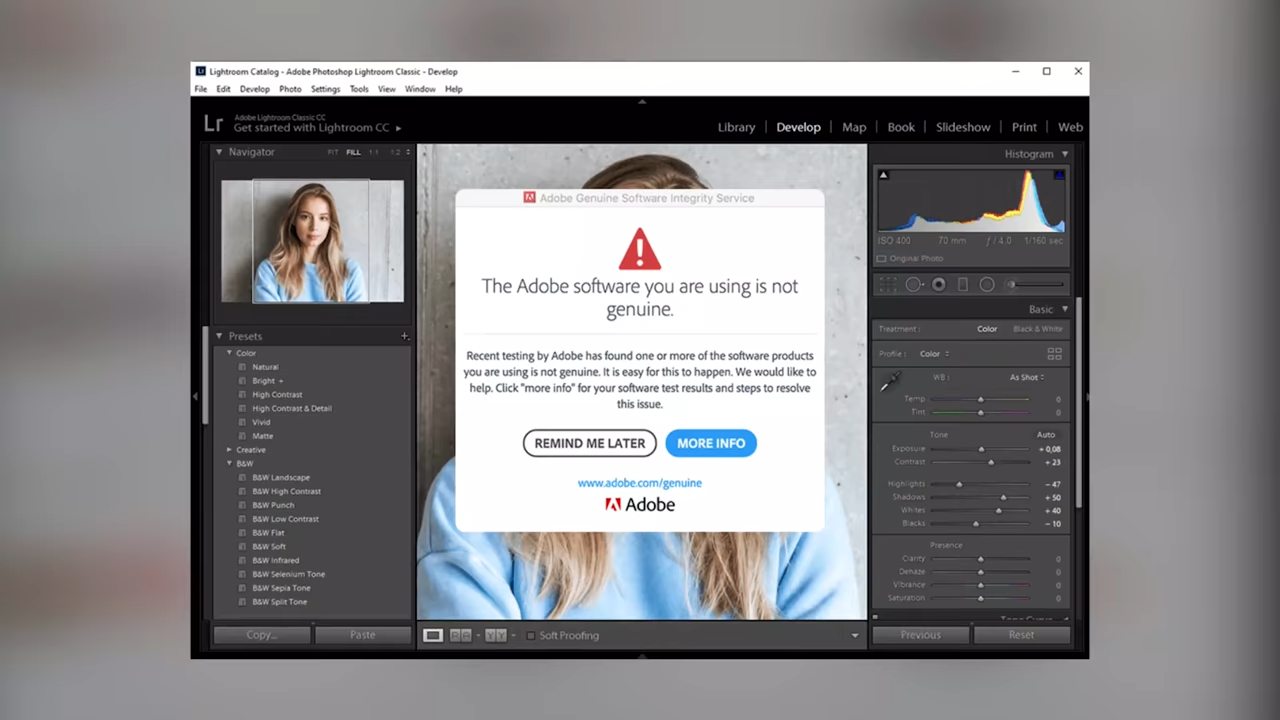 Lightroom Catalog - Adobe Photoshop Lightroom Classic - Develop
File Edit Develop Photo Settings Tools View Window Help
Lr
Adobe Lightroom Classic CC
Get started with Lightroom CC
Library Develop Map Book Slideshow Print Web
Navigator FIT FILL 1:1 1:2
Presets +
Color
Natural
Bright +
High Contrast
High Contrast & Detail
Vivid
Matte
Creative
B&W
B&W Landscape
B&W High Contrast
B&W Punch
B&W Low Contrast
B&W Flat
B&W Soft
B&W Infrared
B&W Selenium Tone
B&W Sepia Tone
B&W Split Tone
Copy... Paste
Adobe Genuine Software Integrity Service
The Adobe software you are using is not
genuine.
Recent testing by Adobe has found one or more of the software products
you are using is not genuine. It is easy for this to happen. We would like to
help. Click "more info" for your software test results and steps to resolve
this issue.
REMIND ME LATER MORE INFO
www.adobe.com/genuine
Adobe
Soft Proofing
Histogram
ISO 400 70 mm ƒ / 4,0 1/160 sec
Original Photo
Basic
Treatment: Color Black & White
Profile: Color
WB: As Shot
Temp 0
Tint 0
Tone Auto
Exposure + 0,08
Contrast + 23
Highlights - 47
Shadows + 50
Whites + 40
Blacks - 10
Presence
Clarity 0
Dehaze 0
Vibrance 0
Saturation 0
Previous Reset